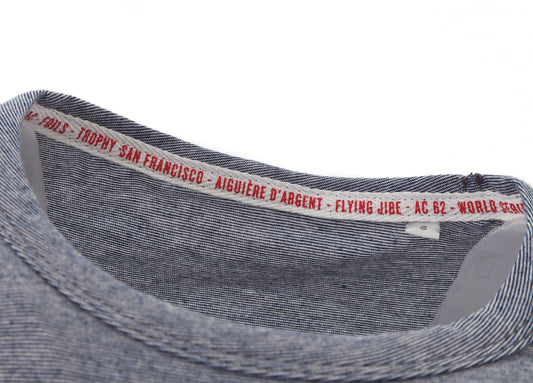 FOILS - TROPHY SAN FRANCISCO - AIGUIÈRE D'ARGENT - FLYING JIBE - AC 62 - WORLD